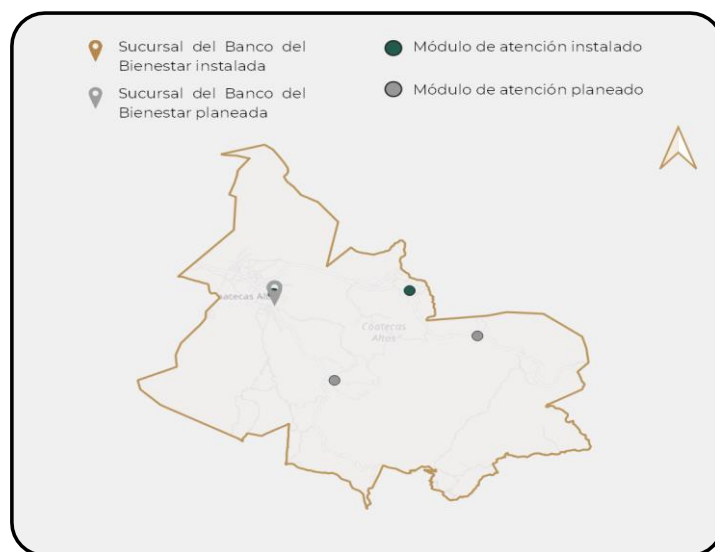 Sucursal del Banco del
Bienestar instalada
Módulo de atención instalado
Sucursal del Banco del
Bienestar planeada
Módulo de atención planeado
Coatecas
Altas